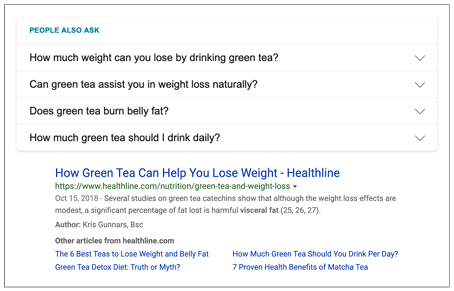 PEOPLE ALSO ASK
How much weight can you lose by drinking green tea?
Can green tea assist you in weight loss naturally?
Does green tea burn belly fat?
How much green tea should I drink daily?
How Green Tea Can Help You Lose Weight - Healthline
https://www.healthline.com/nutrition/green-tea-and-weight-loss
Oct 15, 2018 · Several studies on green tea catechins show that although the weight loss effects are
modest, a significant percentage of fat lost is harmful visceral fat (25, 26, 27).
Author: Kris Gunnars, Bsc
Other articles from healthline.com
The 6 Best Teas to Lose Weight and Belly Fat
How Much Green Tea Should You Drink Per Day?
Green Tea Detox Diet: Truth or Myth?
7 Proven Health Benefits of Matcha Tea